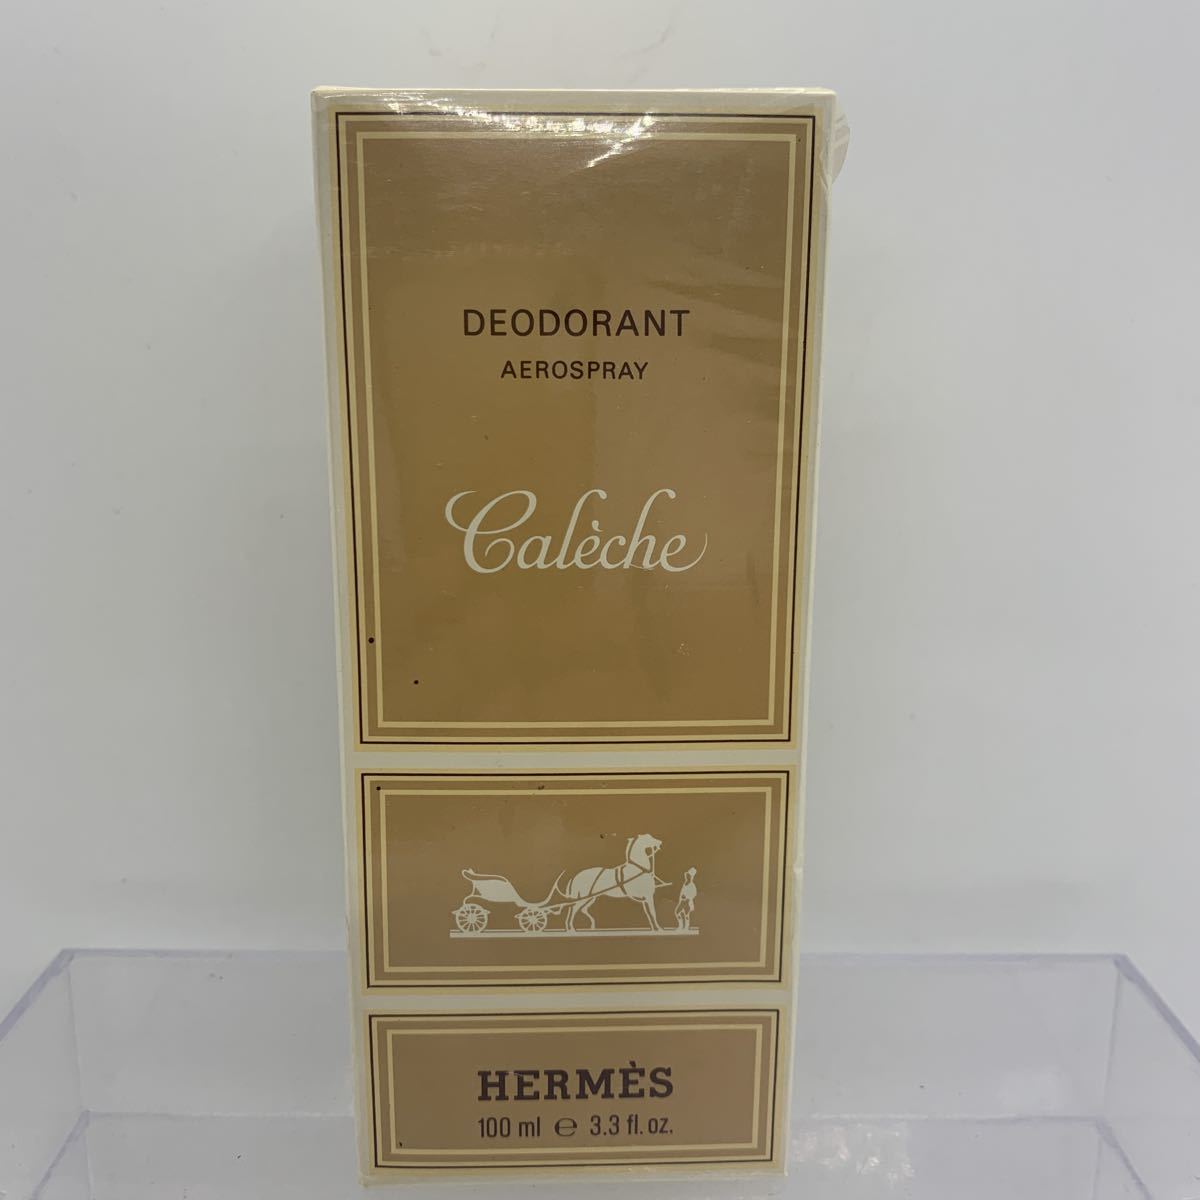 DEODORANT
AEROSPRAY
Calèche
HERMÈS
100 ml ℮ 3.3 fl. oz.